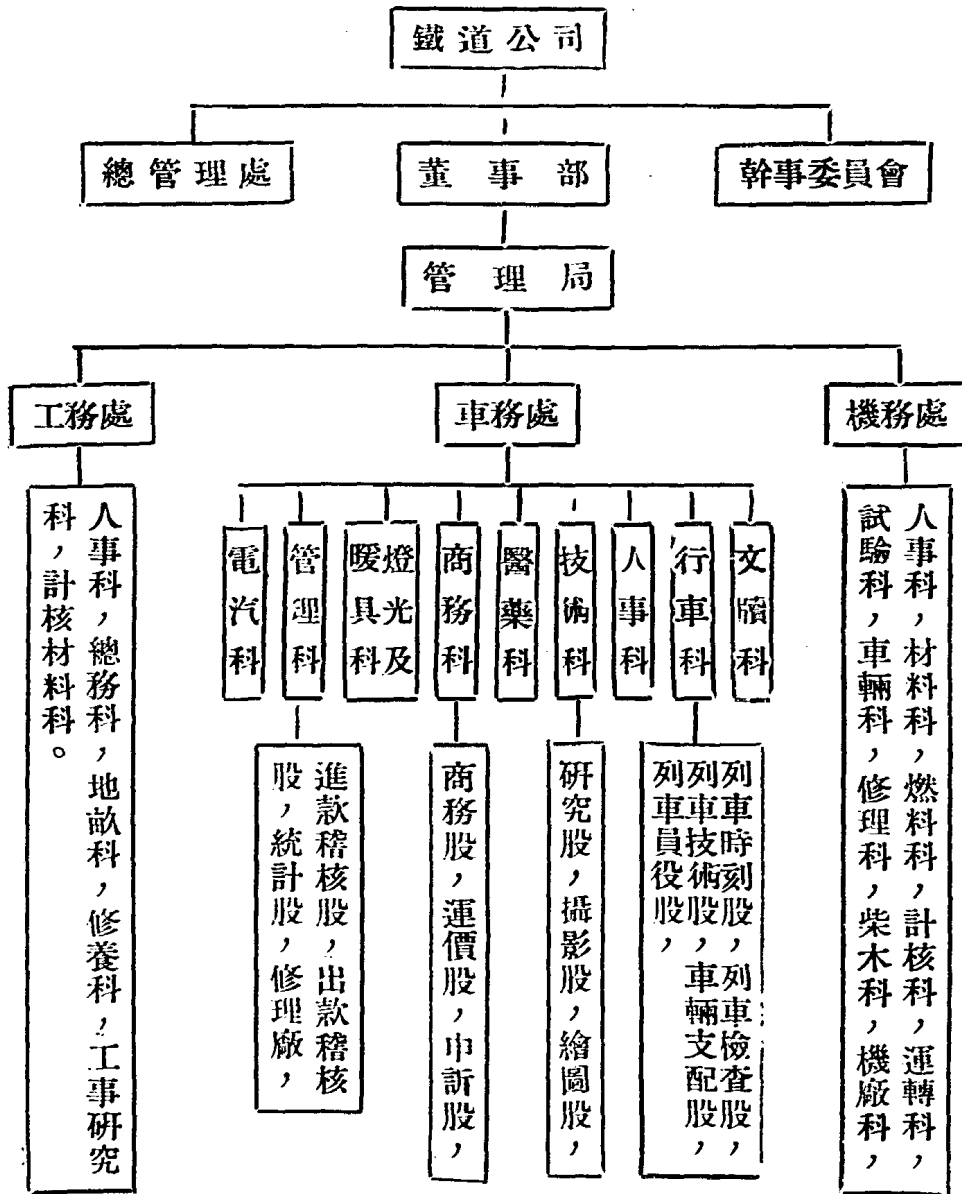 鐵道公司
總管理處
董事部
幹事委員會
管理局
工務處
車務處
機務處
人事科，材料科，燃料科，計核科，運轉科，
試驗科，車輛科，修理科，柴木科，機廠科，
文牘科
行車科
人事科
技術科
醫藥科
商務科
燈光及
暖具科
管理科
電汽科
列車時刻股，列車檢查股，
列車技術股，車輛支配股，
列車員役股，
研究股，攝影股，繪圖股，
商務股，運價股，申訴股，
進款稽核股，出款稽核
股，統計股，修理廠，
人事科，總務科，地畝科，修養科，工事研究
科，計核材料科。